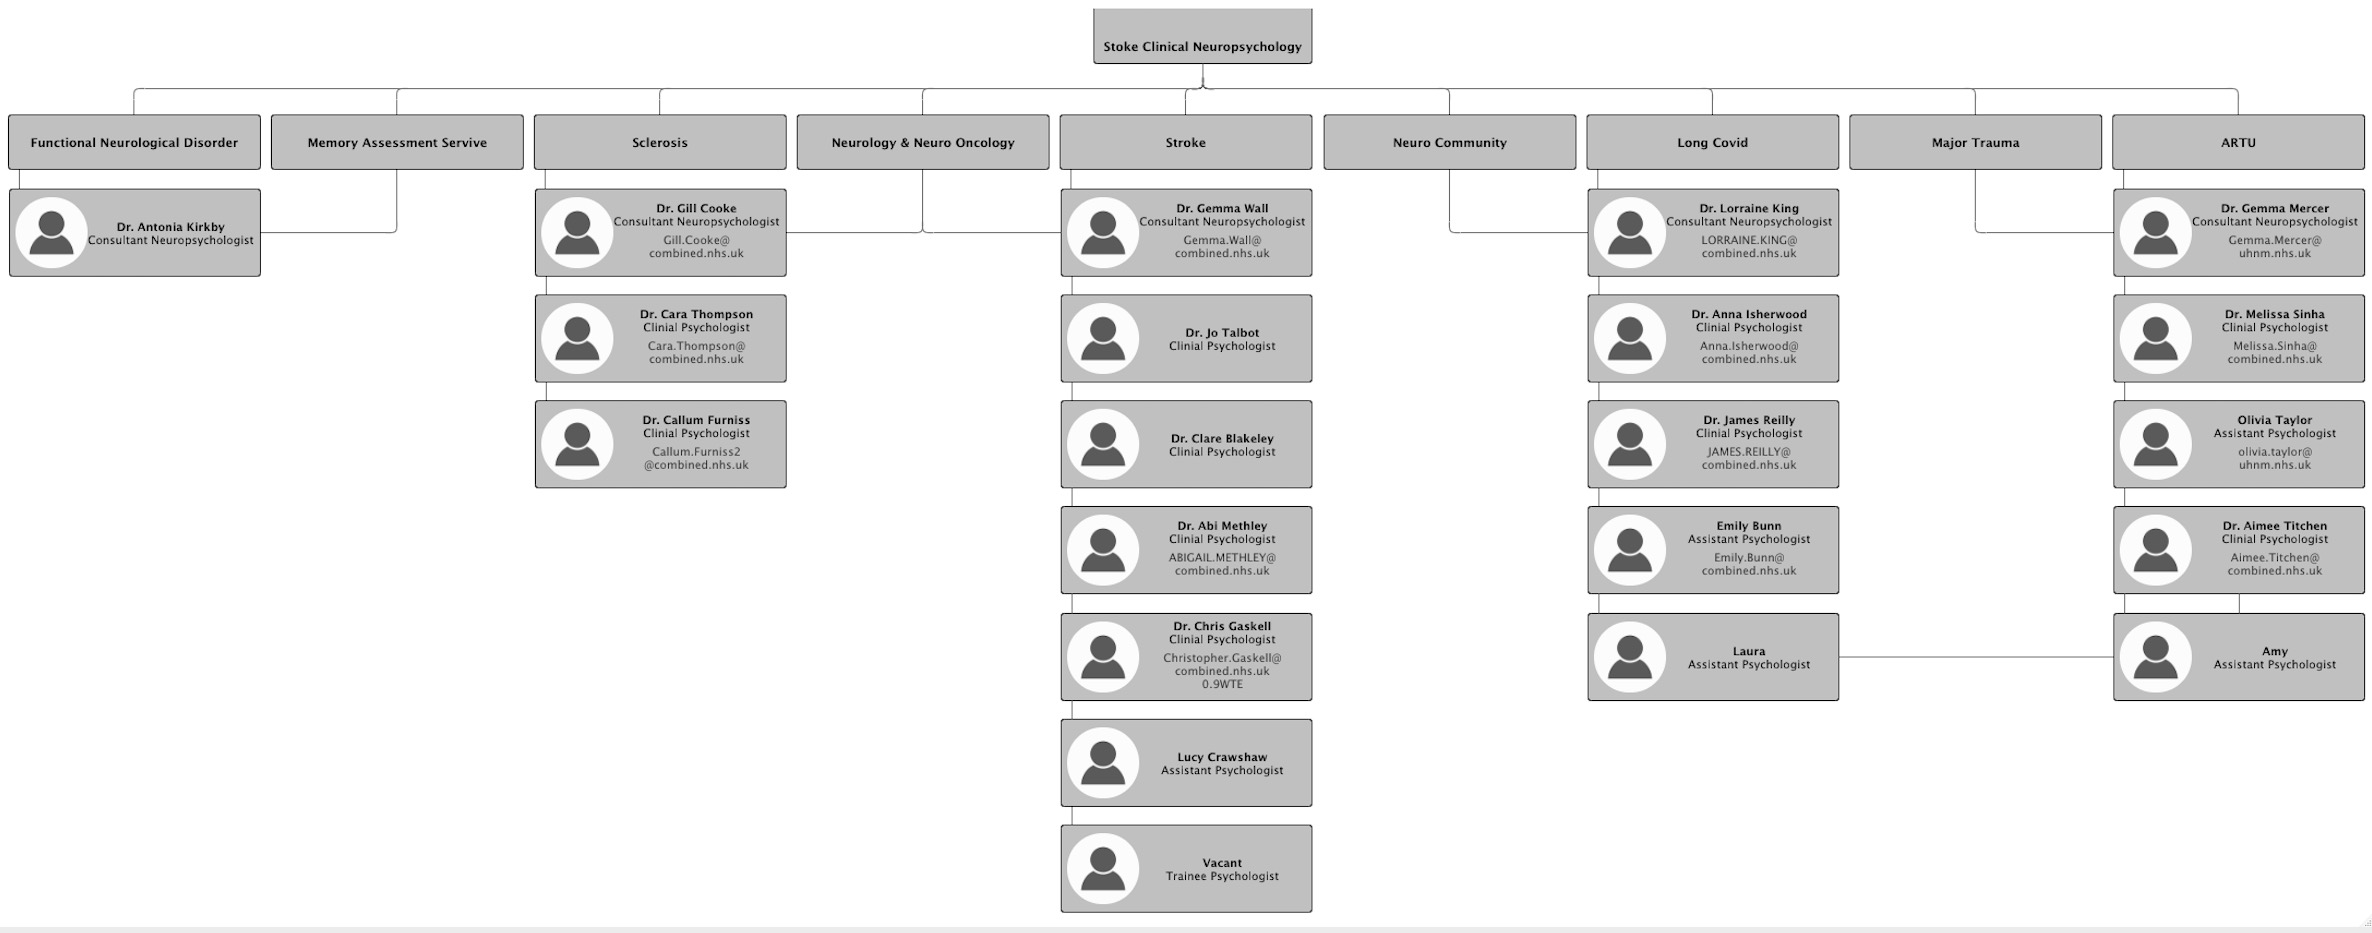 Stoke Clinical Neuropsychology
Functional Neurological Disorder
Memory Assessment Servive
Sclerosis
Neurology & Neuro Oncology
Stroke
Neuro Community
Long Covid
Major Trauma
ARTU
Dr. Antonia Kirkby
Consultant Neuropsychologist
Dr. Gill Cooke
Consultant Neuropsychologist
Gill.Cooke@
combined.nhs.uk
Dr. Cara Thompson
Clinial Psychologist
Cara.Thompson@
combined.nhs.uk
Dr. Callum Furniss
Clinial Psychologist
Callum.Furniss2
@combined.nhs.uk
Dr. Gemma Wall
Consultant Neuropsychologist
Gemma.Wall@
combined.nhs.uk
Dr. Jo Talbot
Clinial Psychologist
Dr. Clare Blakeley
Clinial Psychologist
Dr. Abi Methley
Clinial Psychologist
ABIGAIL.METHLEY@
combined.nhs.uk
Dr. Chris Gaskell
Clinial Psychologist
Christopher.Gaskell@
combined.nhs.uk
0.9WTE
Lucy Crawshaw
Assistant Psychologist
Vacant
Trainee Psychologist
Dr. Lorraine King
Consultant Neuropsychologist
LORRAINE.KING@
combined.nhs.uk
Dr. Anna Isherwood
Clinial Psychologist
Anna.Isherwood@
combined.nhs.uk
Dr. James Reilly
Clinial Psychologist
JAMES.REILLY@
combined.nhs.uk
Emily Bunn
Assistant Psychologist
Emily.Bunn@
combined.nhs.uk
Laura
Assistant Psychologist
Dr. Gemma Mercer
Consultant Neuropsychologist
Gemma.Mercer@
uhnm.nhs.uk
Dr. Melissa Sinha
Clinial Psychologist
Melissa.Sinha@
combined.nhs.uk
Olivia Taylor
Assistant Psychologist
olivia.taylor@
uhnm.nhs.uk
Dr. Aimee Titchen
Clinial Psychologist
Aimee.Titchen@
combined.nhs.uk
Amy
Assistant Psychologist